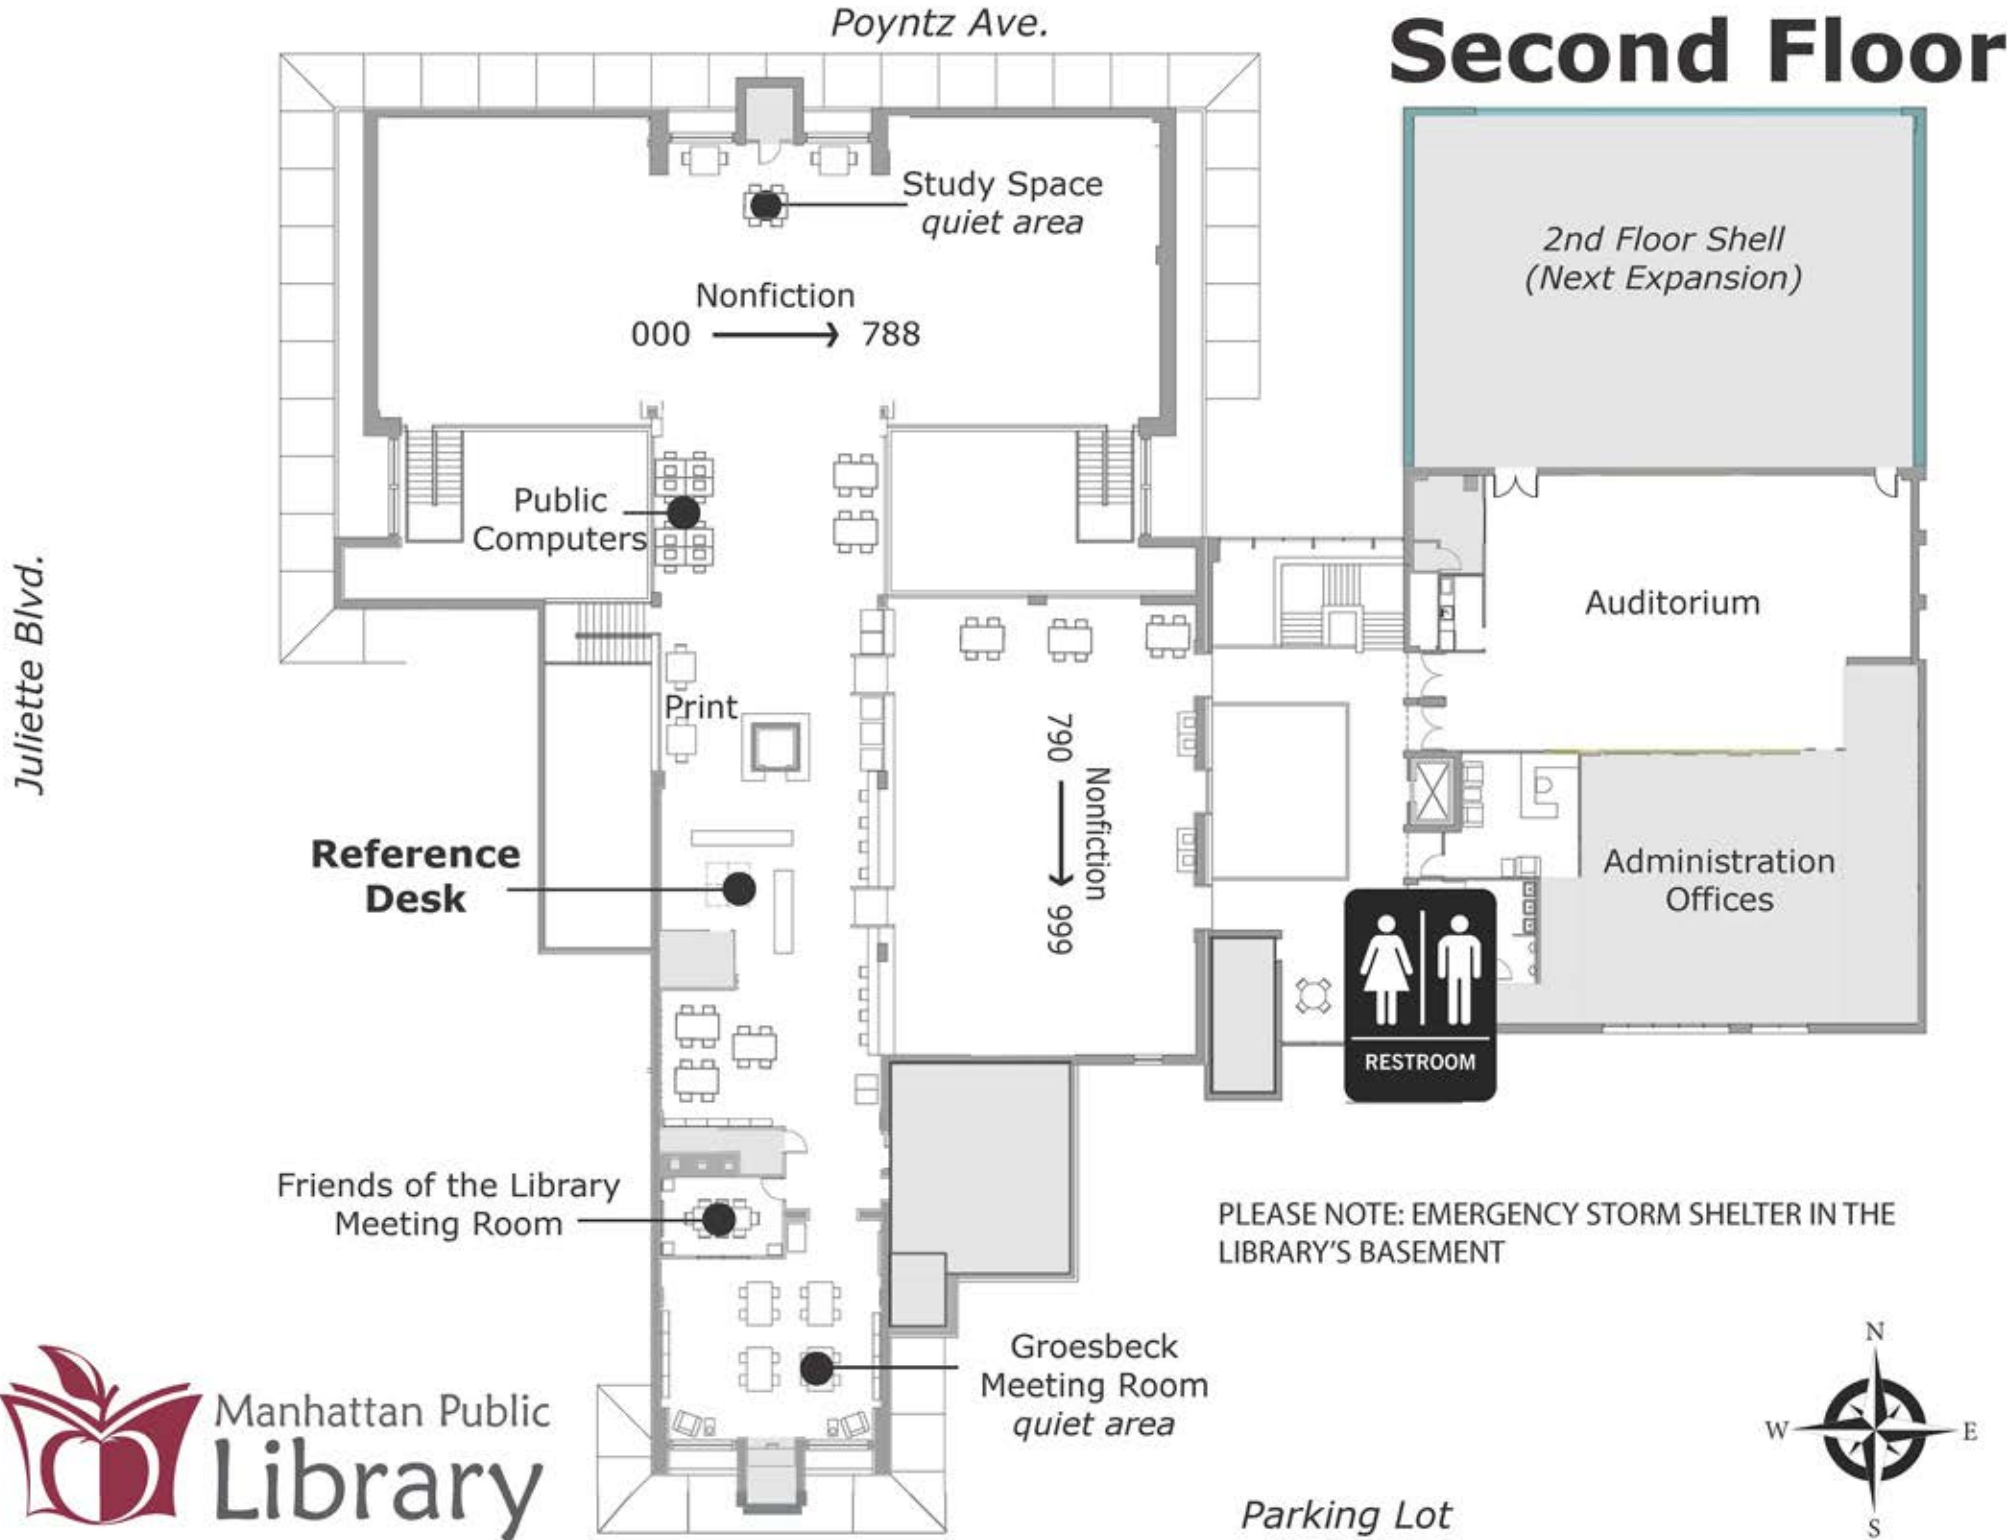 Poyntz Ave.
Second Floor
Study Space
quiet area
2nd Floor Shell
(Next Expansion)
Nonfiction
000
788
Public
Computers
Auditorium
Juliette Blvd.
Print
790
Nonfiction
999
Reference
Desk
Administration
Offices
RESTROOM
Friends of the Library
Meeting Room
PLEASE NOTE: EMERGENCY STORM SHELTER IN THE
LIBRARY'S BASEMENT
Groesbeck
Meeting Room
quiet area
Manhattan Public
Library
Parking Lot
N
W
E
S